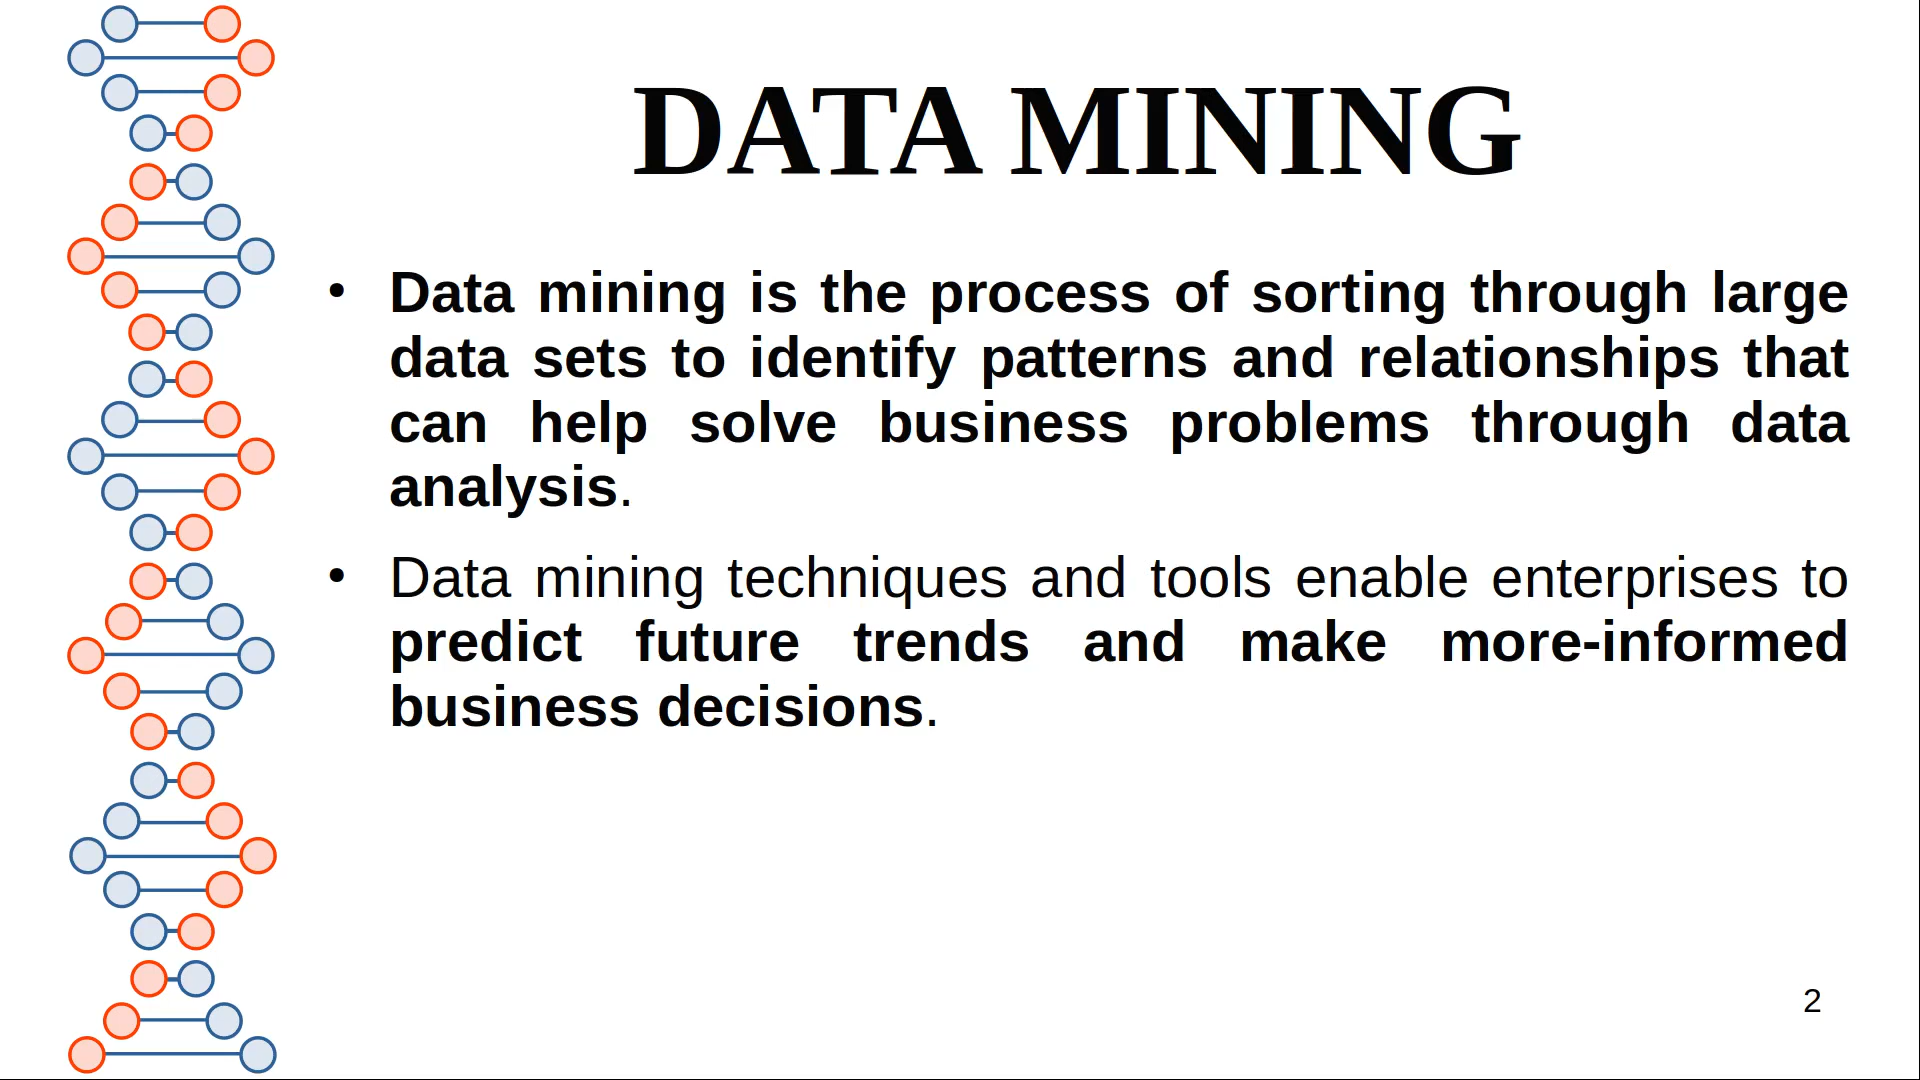 DATA MINING
• Data mining is the process of sorting through large
data sets to identify patterns and relationships that
can help solve business problems through data
analysis.
• Data mining techniques and tools enable enterprises to
predict future trends and make more-informed
business decisions.
2